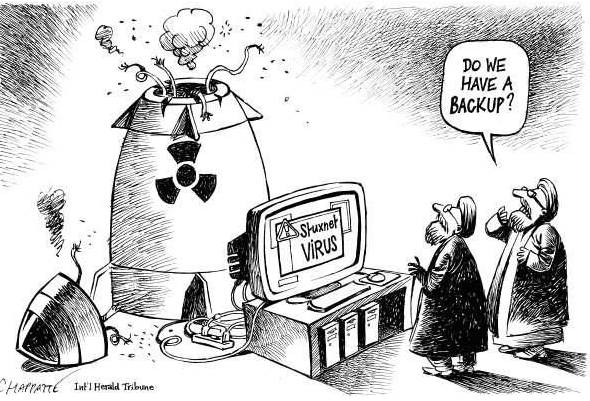 DO WE
HAVE A
BACKUP?
Stuxnet
VIRUS
CHAPPATTE
Int'l Herald Tribune